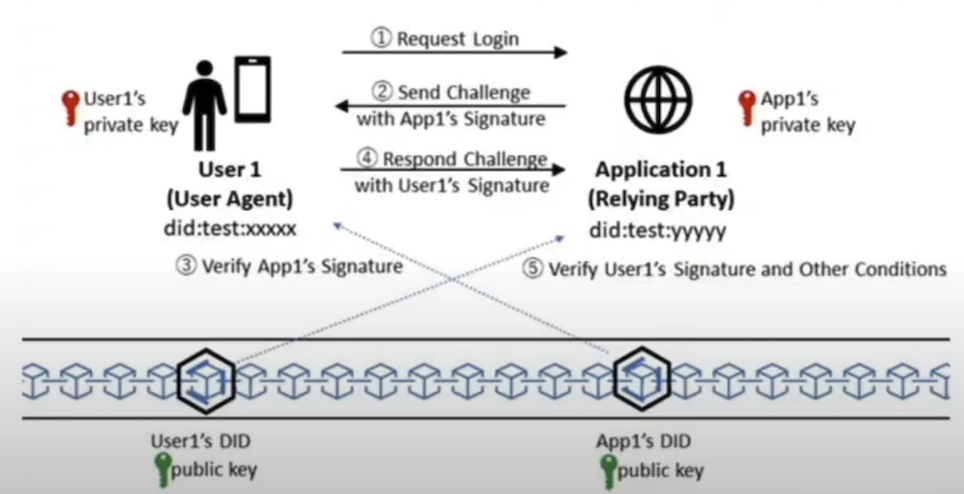 ① Request Login
② Send Challenge
with App1's Signature
④ Respond Challenge
with User1's Signature
User1's
private key
App1's
private key
User 1
(User Agent)
did:test:xxxxx
Application 1
(Relying Party)
did:test:yyyyy
③ Verify App1's Signature
⑤ Verify User1's Signature and Other Conditions
User1's DID
public key
App1's DID
public key